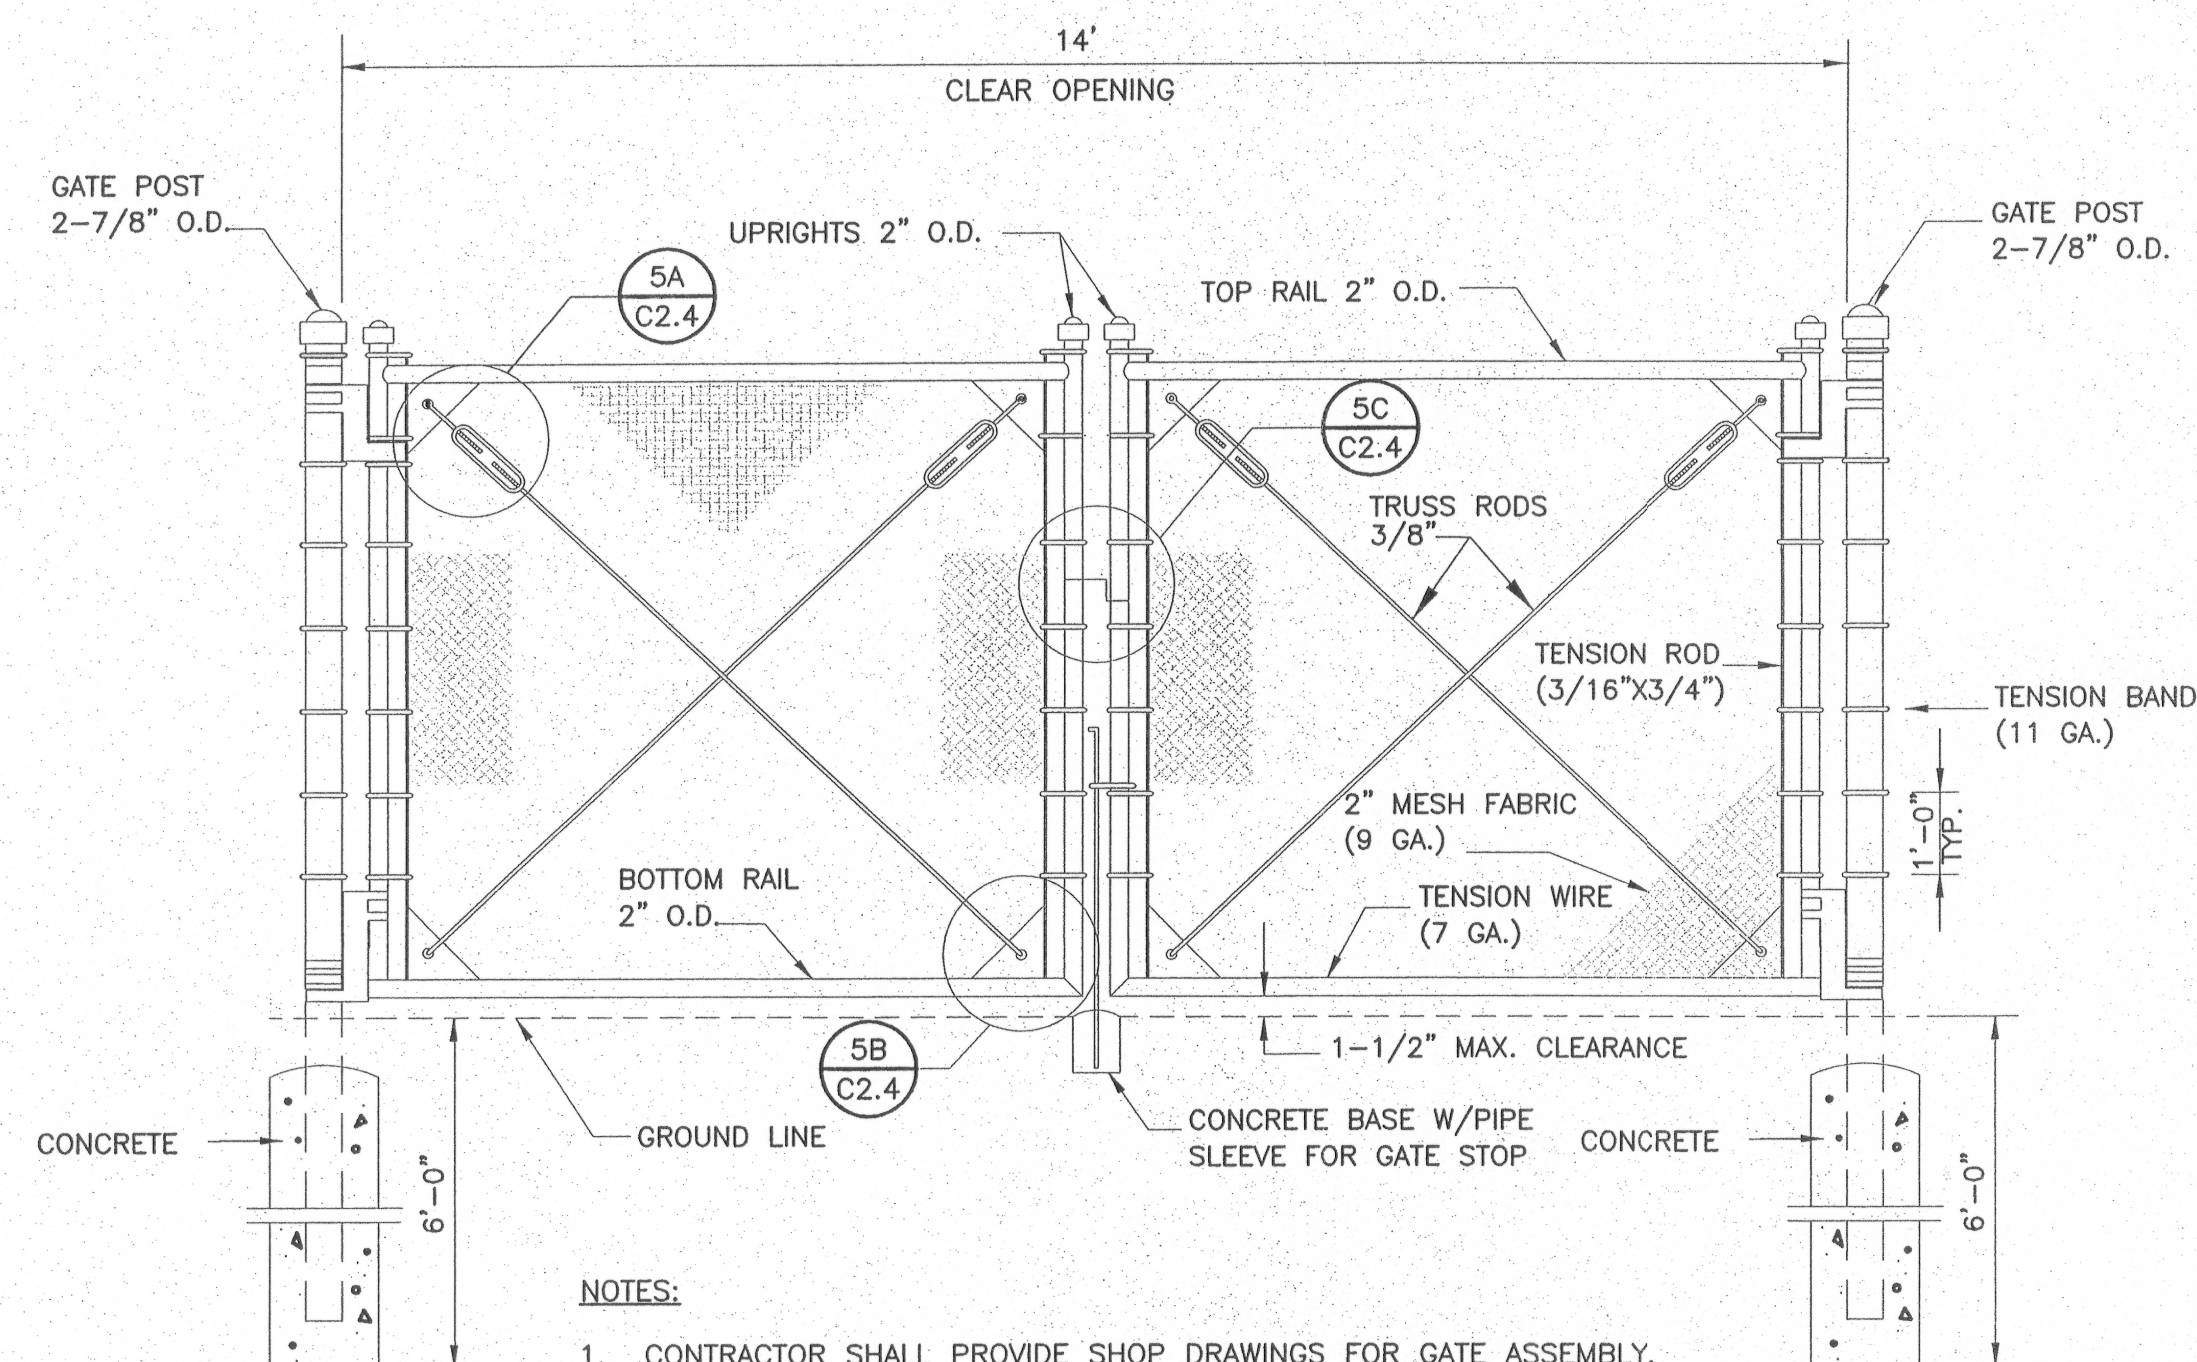 14'
CLEAR OPENING
GATE POST
2-7/8" O.D.
UPRIGHTS 2" O.D.
GATE POST
2-7/8" O.D.
5A
C2.4
TOP RAIL 2" O.D.
5C
C2.4
TRUSS RODS
3/8"
TENSION ROD
(3/16"X3/4")
TENSION BAND
(11 GA.)
2" MESH FABRIC
(9 GA.)
1'-0"
TYP.
BOTTOM RAIL
2" O.D.
TENSION WIRE
(7 GA.)
5B
C2.4
1-1/2" MAX. CLEARANCE
CONCRETE
GROUND LINE
CONCRETE BASE W/PIPE
SLEEVE FOR GATE STOP
CONCRETE
6'-0"
6'-0"
NOTES:
1. CONTRACTOR SHALL PROVIDE SHOP DRAWINGS FOR GATE ASSEMBLY.